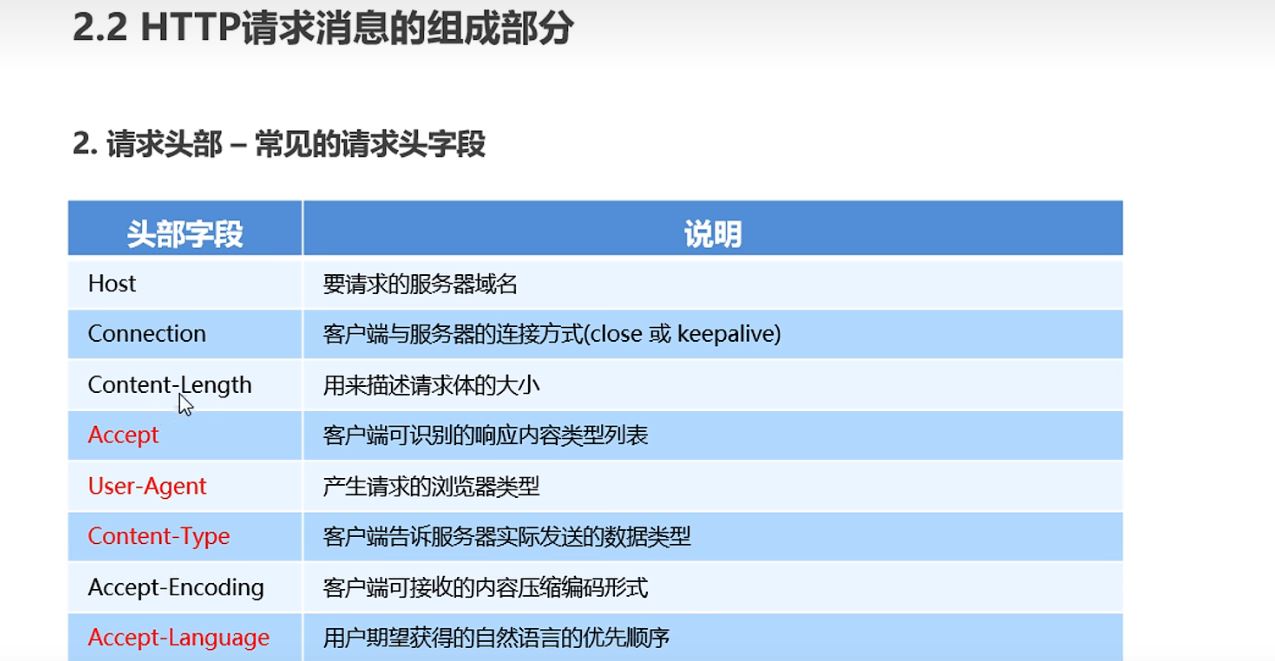 2.2 HTTP请求消息的组成部分
2. 请求头部 – 常见的请求头字段
头部字段 说明
Host 要请求的服务器域名
Connection 客户端与服务器的连接方式(close 或 keepalive)
Content-Length 用来描述请求体的大小
Accept 客户端可识别的响应内容类型列表
User-Agent 产生请求的浏览器类型
Content-Type 客户端告诉服务器实际发送的数据类型
Accept-Encoding 客户端可接收的内容压缩编码形式
Accept-Language 用户期望获得的自然语言的优先顺序